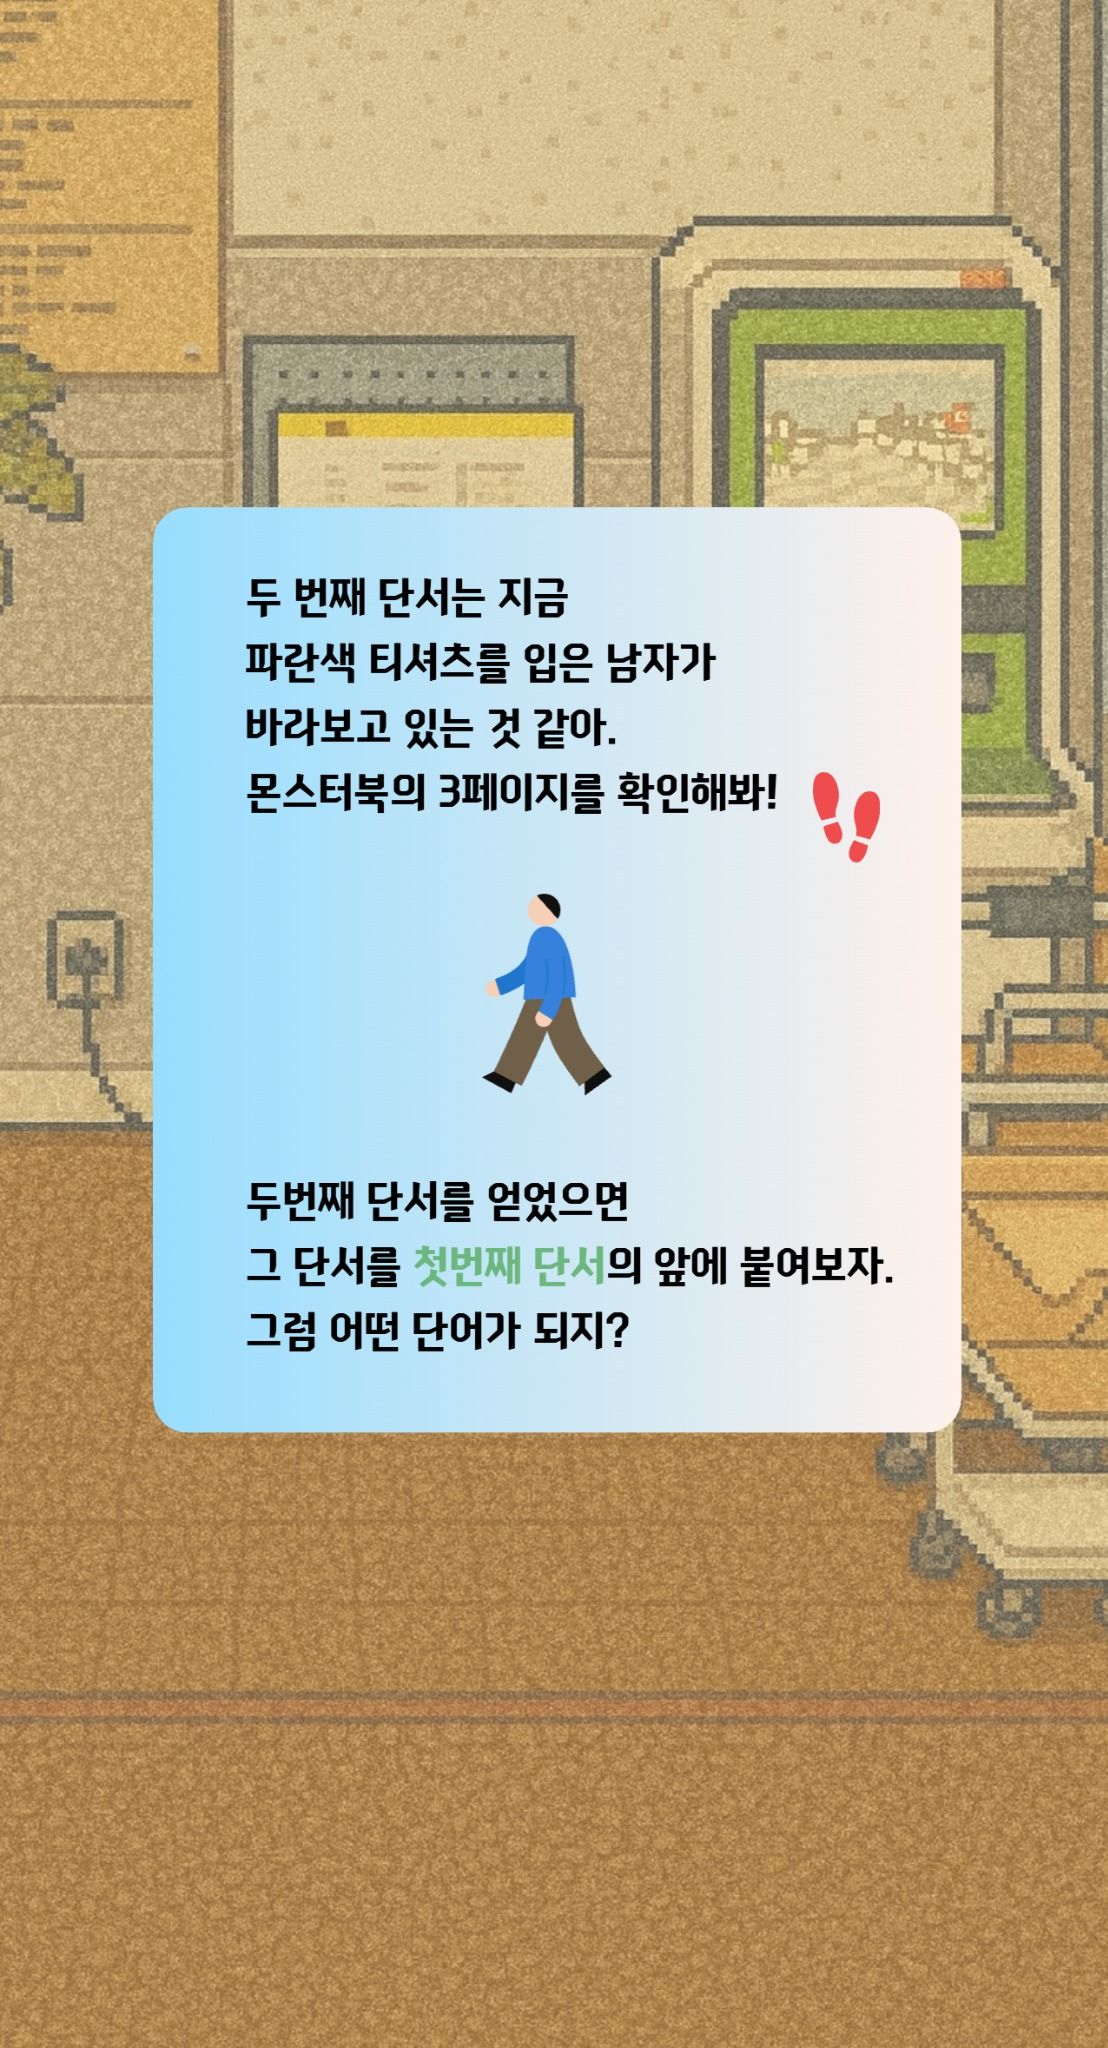 두 번째 단서는 지금
파란색 티셔츠를 입은 남자가
바라보고 있는 것 같아.
몬스터북의 3페이지를 확인해봐!
두번째 단서를 얻었으면
그 단서를 첫번째 단서의 앞에 붙여보자.
그럼 어떤 단어가 되지?